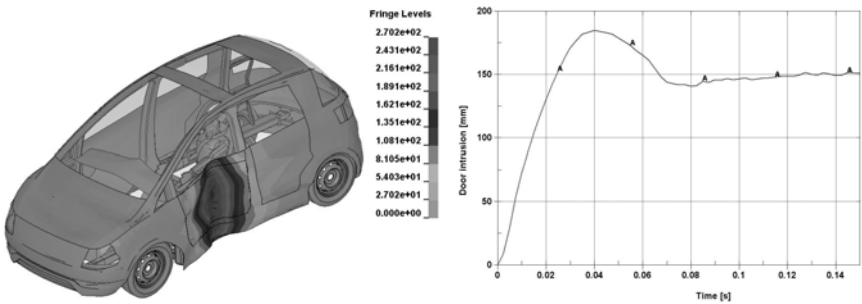 Fringe Levels
2.702e+02
2.431e+02
2.161e+02
1.891e+02
1.621e+02
1.351e+02
1.081e+02
8.105e+01
5.403e+01
2.702e+01
0.000e+00
Door intrusion [mm]
200
150
100
50
0
A
A
A
A
A
0 0.02 0.04 0.06 0.08 0.1 0.12 0.14
Time [s]